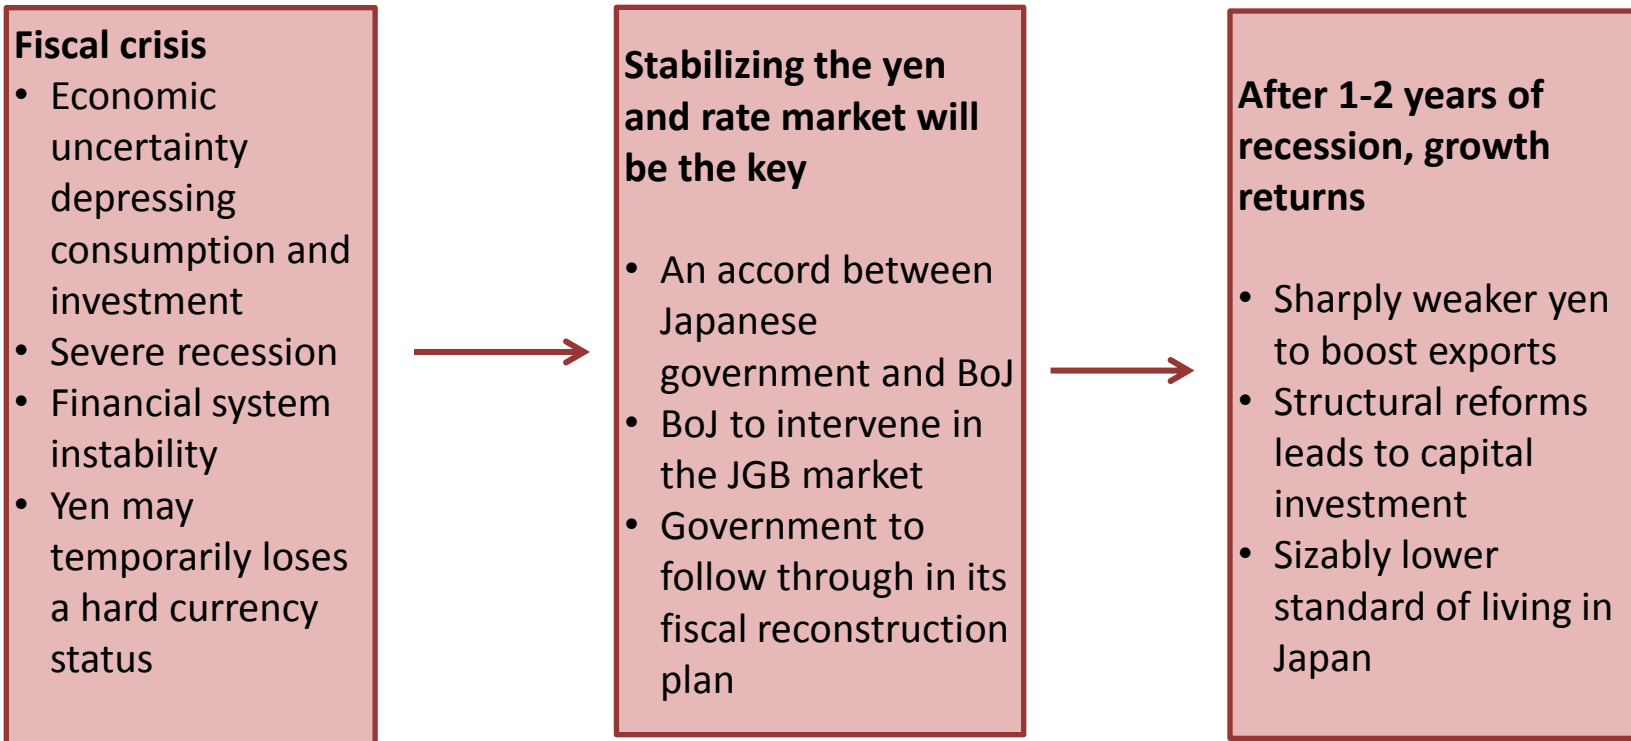 Fiscal crisis
• Economic
uncertainty
depressing
consumption and
investment
• Severe recession
• Financial system
instability
• Yen may
temporarily loses
a hard currency
status
Stabilizing the yen
and rate market will
be the key
• An accord between
Japanese
government and BoJ
• BoJ to intervene in
the JGB market
• Government to
follow through in its
fiscal reconstruction
plan
After 1-2 years of
recession, growth
returns
• Sharply weaker yen
to boost exports
• Structural reforms
leads to capital
investment
• Sizably lower
standard of living in
Japan